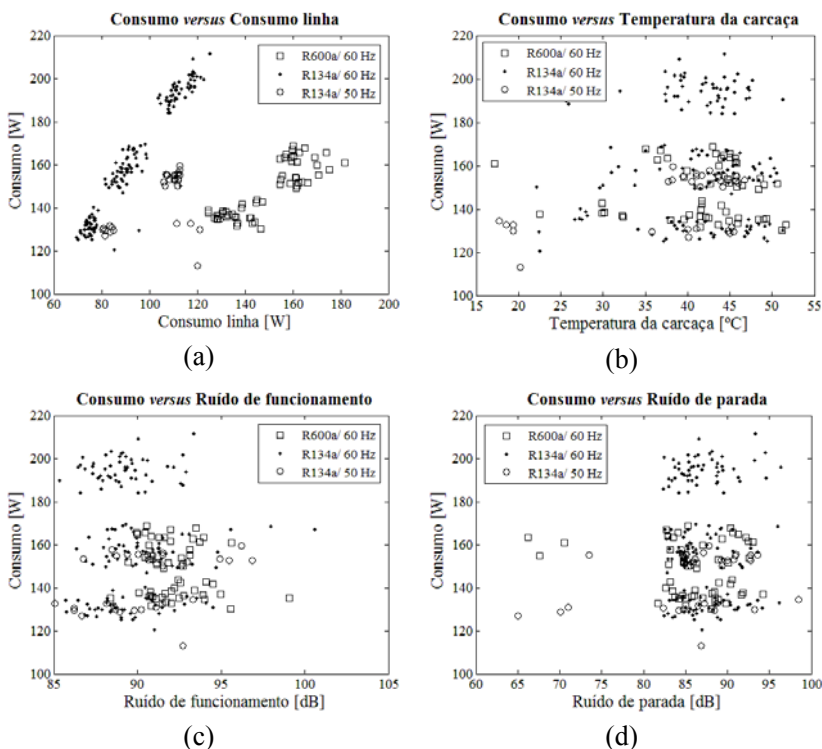 Consumo versus Consumo linha
220
200
180
160
140
120
100
60
80
100
120
140
160
180
200
Consumo [W]
Consumo linha [W]
R600a/ 60 Hz
R134a/ 60 Hz
R134a/ 50 Hz
(a)
Consumo versus Temperatura da carcaça
220
200
180
160
140
120
100
15
20
25
30
35
40
45
50
55
Consumo [W]
Temperatura da carcaça [ºC]
R600a/ 60 Hz
R134a/ 60 Hz
R134a/ 50 Hz
(b)
Consumo versus Ruído de funcionamento
220
200
180
160
140
120
100
85
90
95
100
105
Consumo [W]
Ruído de funcionamento [dB]
R600a/ 60 Hz
R134a/ 60 Hz
R134a/ 50 Hz
(c)
Consumo versus Ruído de parada
220
200
180
160
140
120
100
60
65
70
75
80
85
90
95
100
Consumo [W]
Ruído de parada [dB]
R600a/ 60 Hz
R134a/ 60 Hz
R134a/ 50 Hz
(d)